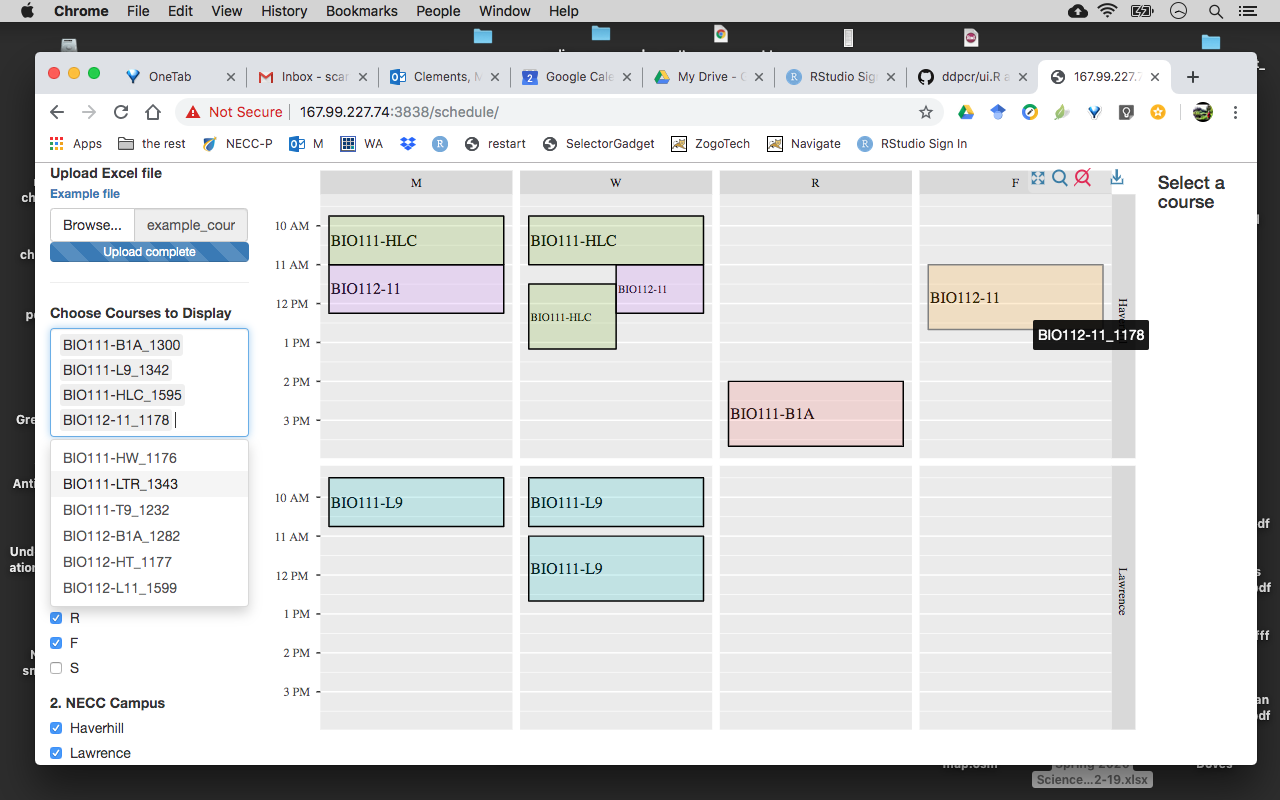 Chrome File Edit View History Bookmarks People Window Help
OneTab
Inbox - scar
Clements, M
Google Cale
My Drive - C
RStudio Sig
ddpcr/ui.R a
167.99.227.7
Not Secure 167.99.227.74:3838/schedule/
Apps the rest NECC-P M WA restart SelectorGadget ZogoTech Navigate RStudio Sign In
Upload Excel file
Example file
Browse... example_cour
Upload complete
Choose Courses to Display
BIO111-B1A_1300
BIO111-L9_1342
BIO111-HLC_1595
BIO112-11_1178
BIO111-HW_1176
BIO111-LTR_1343
BIO111-T9_1232
BIO112-B1A_1282
BIO112-HT_1177
BIO112-L11_1599
R
F
S
2. NECC Campus
Haverhill
Lawrence
M W R F
10 AM
11 AM
12 PM
1 PM
2 PM
3 PM
BIO111-HLC
BIO111-HLC
BIO112-11
BIO112-11
BIO111-HLC
BIO112-11
BIO112-11_1178
BIO111-B1A
10 AM
11 AM
12 PM
1 PM
2 PM
3 PM
BIO111-L9
BIO111-L9
BIO111-L9
Lawrence
Select a
course
Science...2-19.xlsx